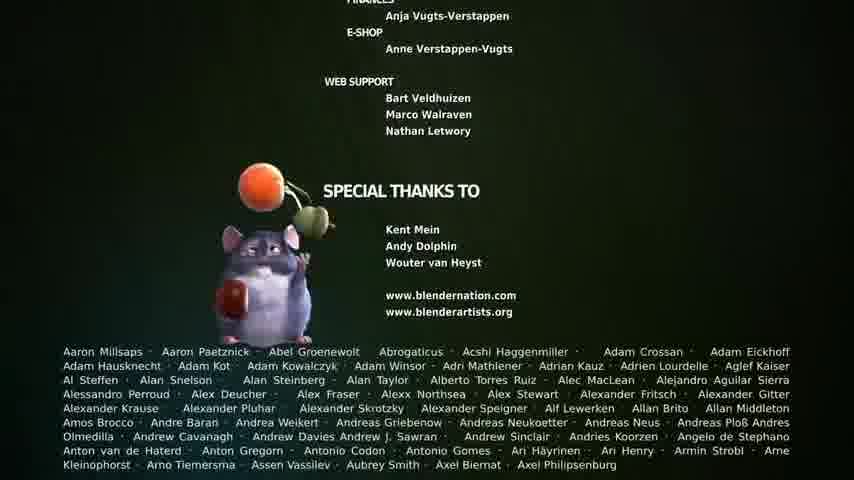 FINANCES
Anja Vugts-Verstappen
E-SHOP
Anne Verstappen-Vugts
WEB SUPPORT
Bart Veldhuizen
Marco Walraven
Nathan Letwory
SPECIAL THANKS TO
Kent Mein
Andy Dolphin
Wouter van Heyst
www.blendernation.com
www.blenderartists.org
Aaron Millsaps · Aaron Paetznick · Abel Groenewolt · Abrogaticus · Acshi Haggenmiller · Adam Crossan · Adam Eickhoff
Adam Hausknecht · Adam Kot · Adam Kowalczyk · Adam Winsor · Adri Mathlener · Adrian Kauz · Adrien Lourdelle · Aglef Kaiser
Al Steffen · Alan Snelson · Alan Steinberg · Alan Taylor · Alberto Torres Ruiz · Alec MacLean · Alejandro Aguilar Sierra
Alessandro Perroud · Alex Deucher · Alex Fraser · Alexx Northsea · Alex Stewart · Alexander Fritsch · Alexander Gitter
Alexander Krause · Alexander Pluhar · Alexander Skrotzky · Alexander Speigner · Alf Lewerken · Allan Brito · Allan Middleton
Amos Brocco · Andre Baran · Andrea Weikert · Andreas Griebenow · Andreas Neukoetter · Andreas Neus · Andreas Ploß Andres
Olmedilla · Andrew Cavanagh · Andrew Davies Andrew J. Sawran · Andrew Sinclair · Andries Koorzen · Angelo de Stephano
Anton van de Haterd · Anton Gregorn · Antonio Codon · Antonio Gomes · Ari Häyrinen · Ari Henry · Armin Strobl · Arne
Kleinophorst · Arno Tiemersma · Assen Vassilev · Aubrey Smith · Axel Biernat · Axel Philipsenburg